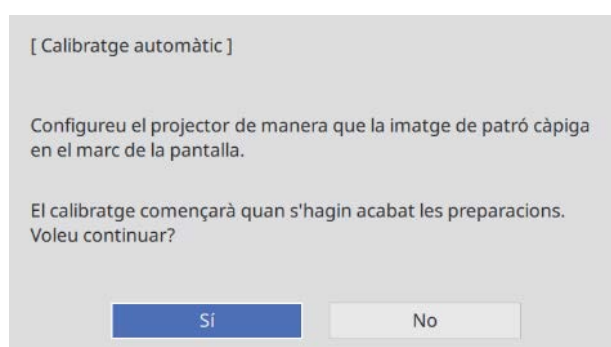 [ Calibratge automàtic ]
Configureu el projector de manera que la imatge de patró càpiga
en el marc de la pantalla.
El calibratge començarà quan s'hagin acabat les preparacions.
Voleu continuar?
Sí
No